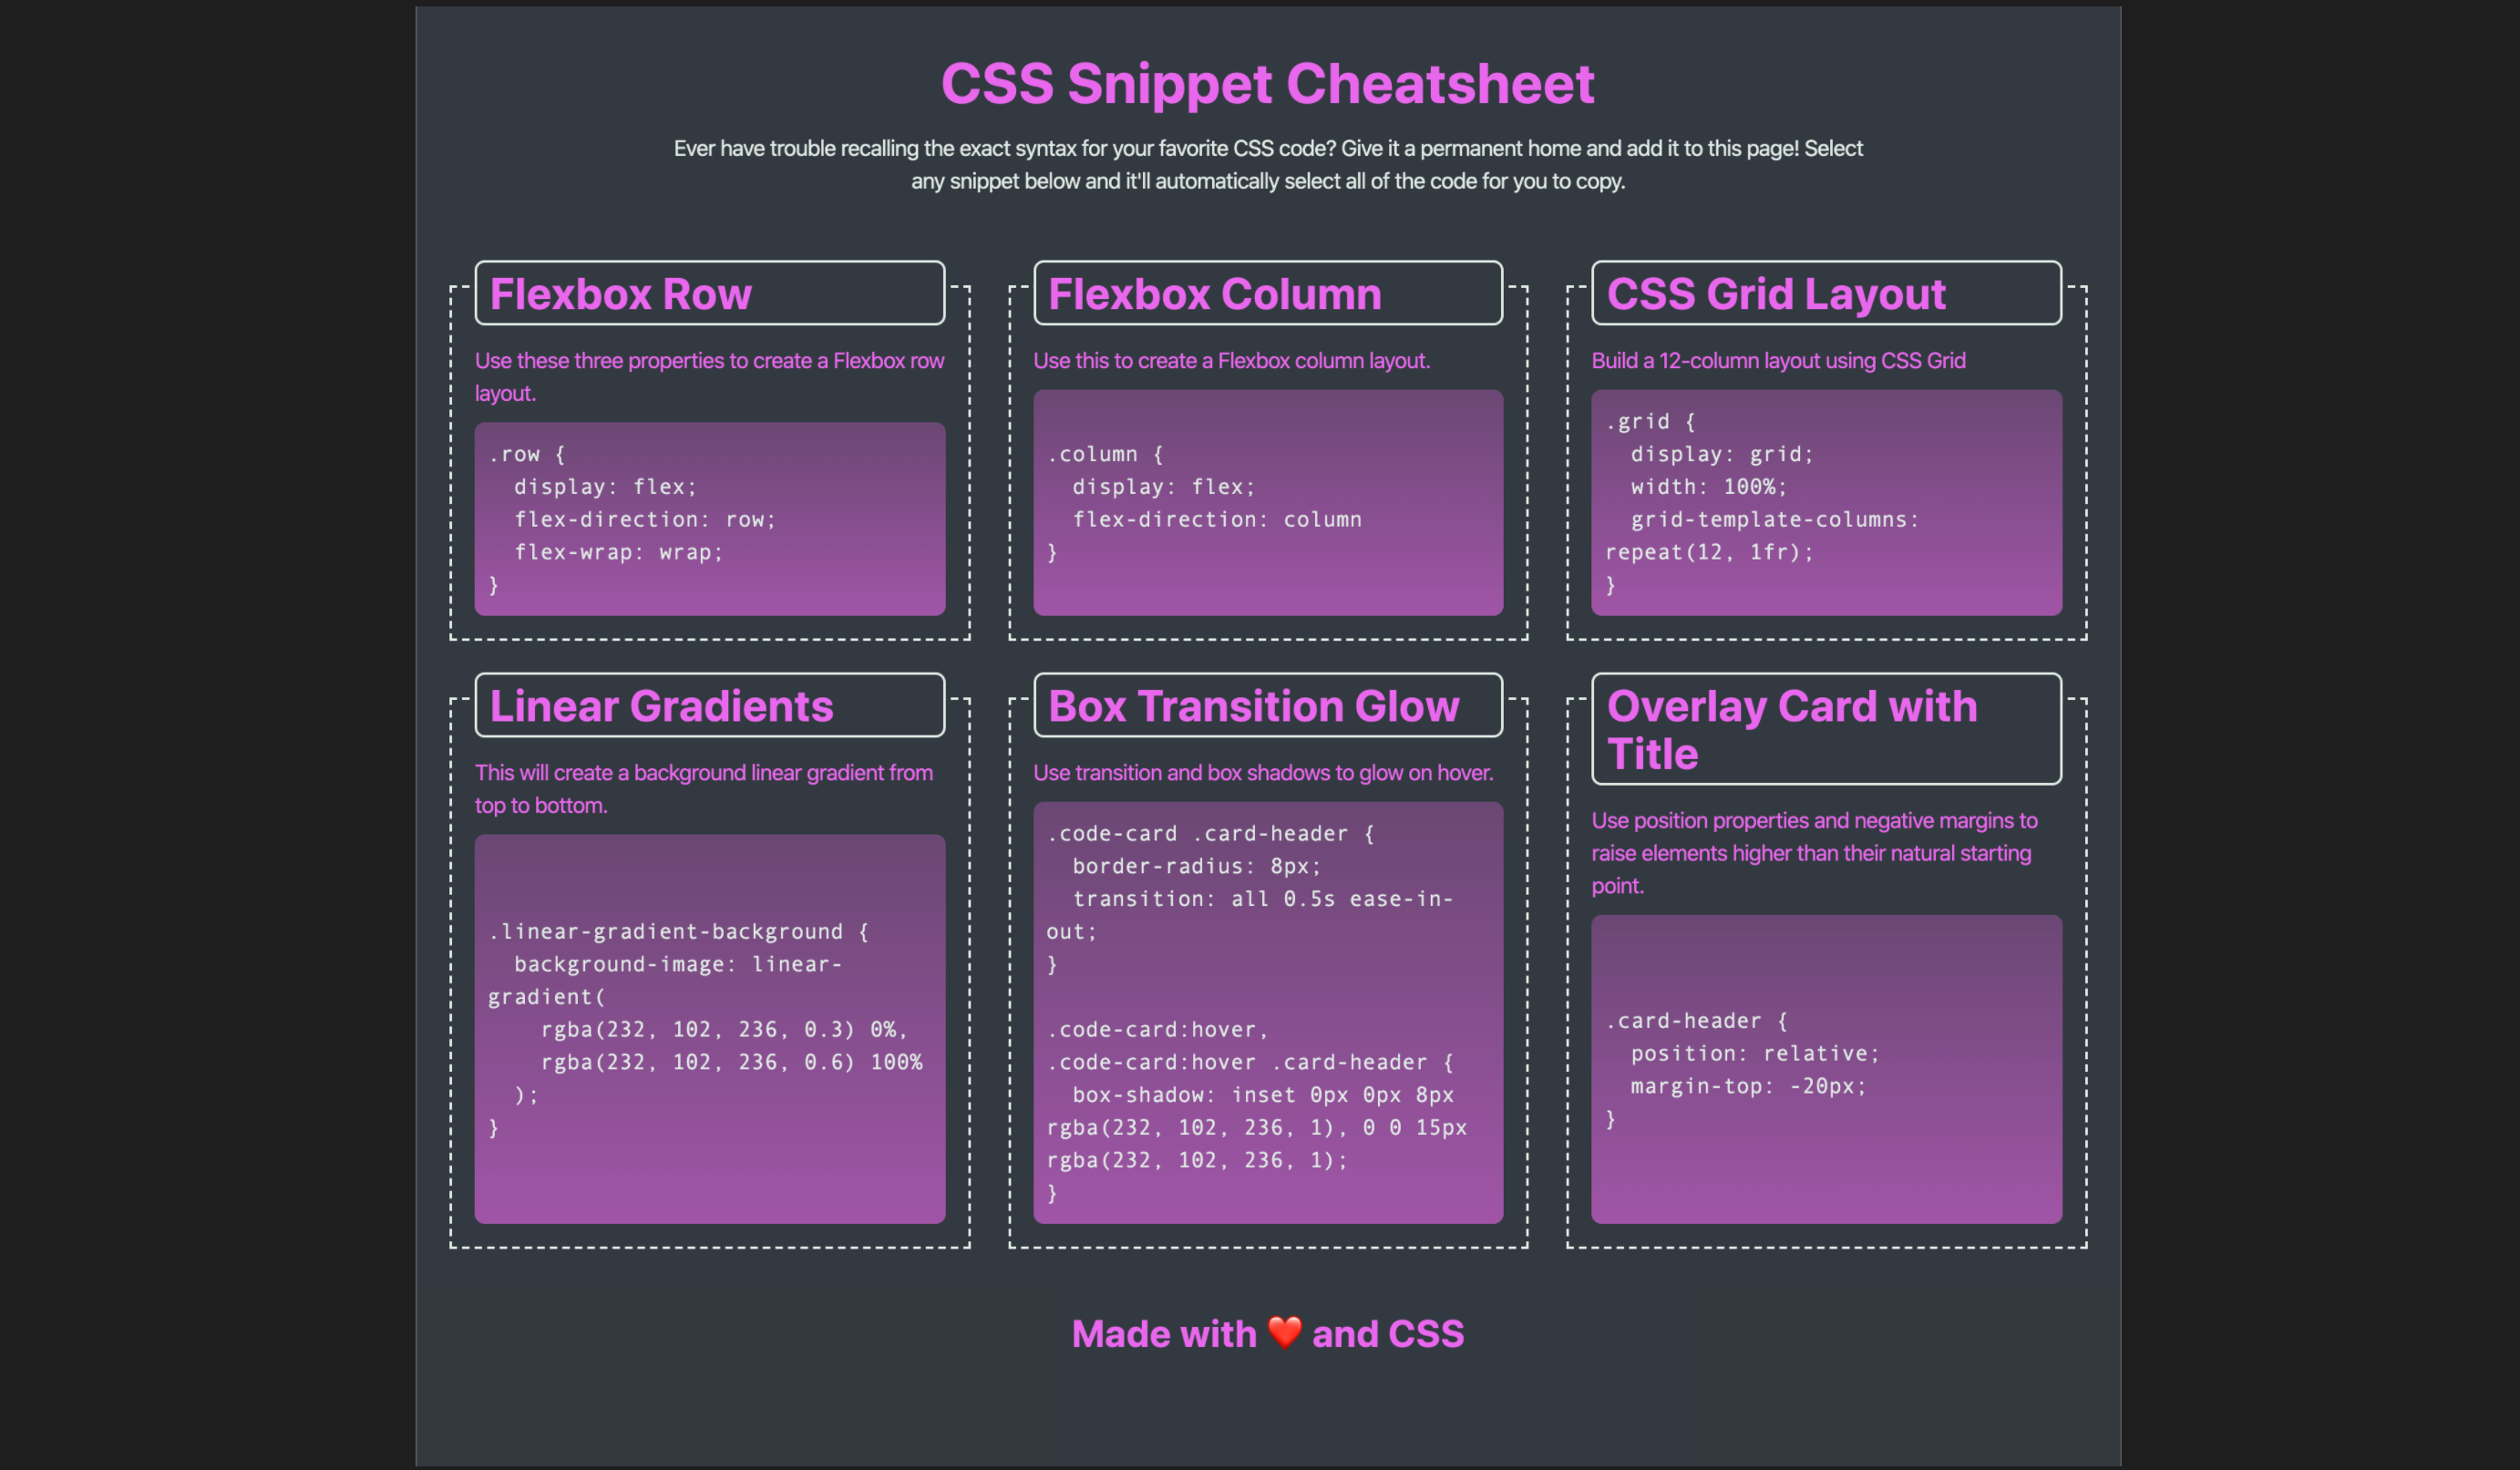 CSS Snippet Cheatsheet
Ever have trouble recalling the exact syntax for your favorite CSS code? Give it a permanent home and add it to this page! Select
any snippet below and it'll automatically select all of the code for you to copy.
Flexbox Row
Use these three properties to create a Flexbox row
layout.
.row {
  display: flex;
  flex-direction: row;
  flex-wrap: wrap;
}
Flexbox Column
Use this to create a Flexbox column layout.
.column {
  display: flex;
  flex-direction: column
}
CSS Grid Layout
Build a 12-column layout using CSS Grid
.grid {
  display: grid;
  width: 100%;
  grid-template-columns:
repeat(12, 1fr);
}
Linear Gradients
This will create a background linear gradient from
top to bottom.
.linear-gradient-background {
  background-image: linear-
gradient(
    rgba(232, 102, 236, 0.3) 0%,
    rgba(232, 102, 236, 0.6) 100%
  );
}
Box Transition Glow
Use transition and box shadows to glow on hover.
.code-card .card-header {
  border-radius: 8px;
  transition: all 0.5s ease-in-
out;
}
.code-card:hover,
.code-card:hover .card-header {
  box-shadow: inset 0px 0px 8px
rgba(232, 102, 236, 1), 0 0 15px
rgba(232, 102, 236, 1);
}
Overlay Card with
Title
Use position properties and negative margins to
raise elements higher than their natural starting
point.
.card-header {
  position: relative;
  margin-top: -20px;
}
Made with ❤️ and CSS